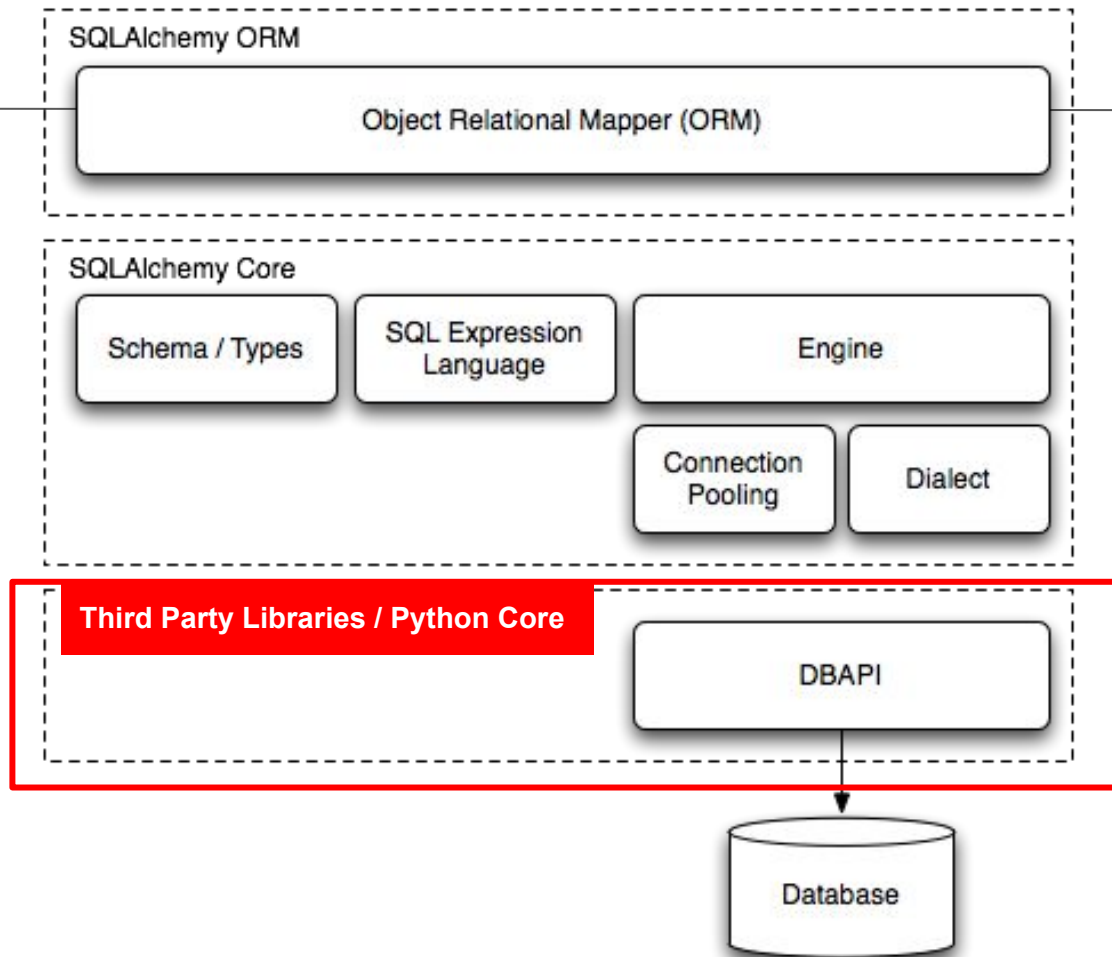 SQLAlchemy ORM
Object Relational Mapper (ORM)
SQLAlchemy Core
Schema / Types
SQL Expression
Language
Engine
Connection
Pooling
Dialect
Third Party Libraries / Python Core
DBAPI
Database